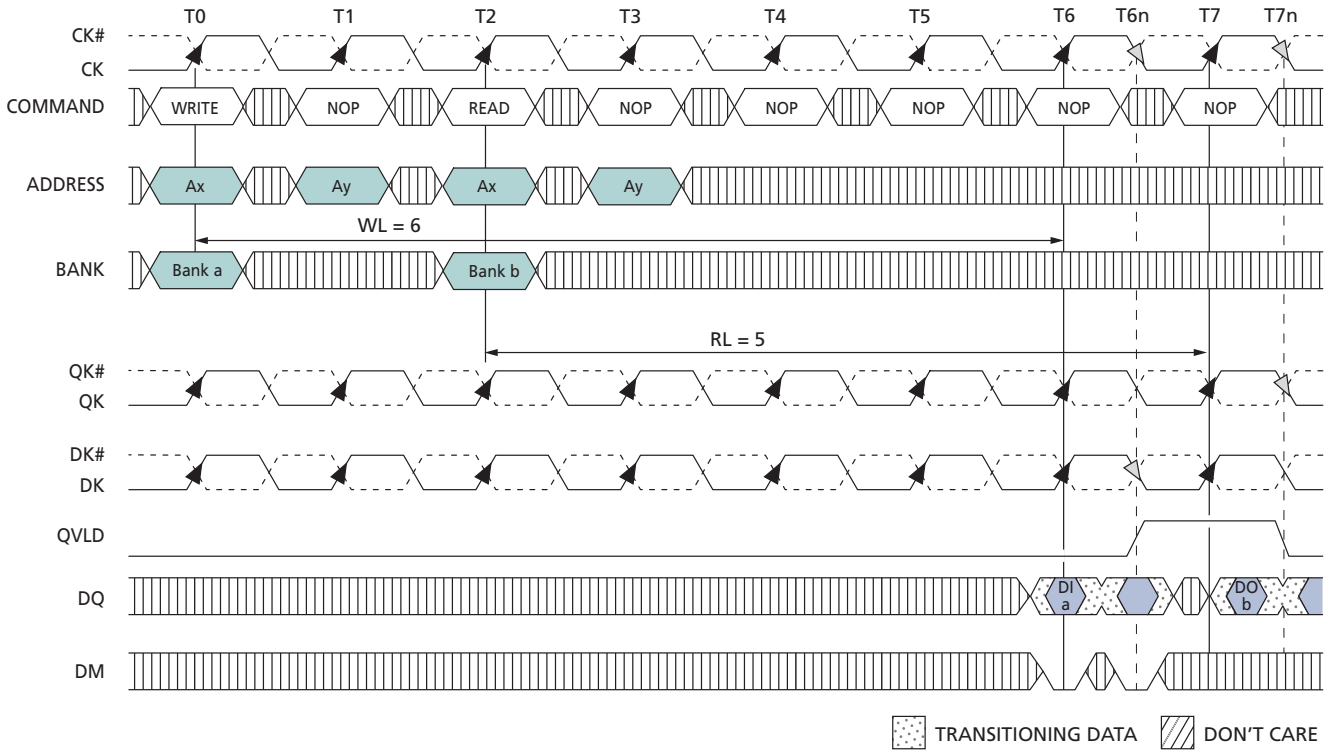 T0 T1 T2 T3 T4 T5 T6 T6n T7 T7n
CK#
CK
COMMAND WRITE NOP READ NOP NOP NOP NOP NOP
ADDRESS Ax Ay Ax Ay
WL = 6
BANK Bank a Bank b
RL = 5
QK#
QK
DK#
DK
QVLD
DQ DI a DO b
DM
TRANSITIONING DATA DON'T CARE